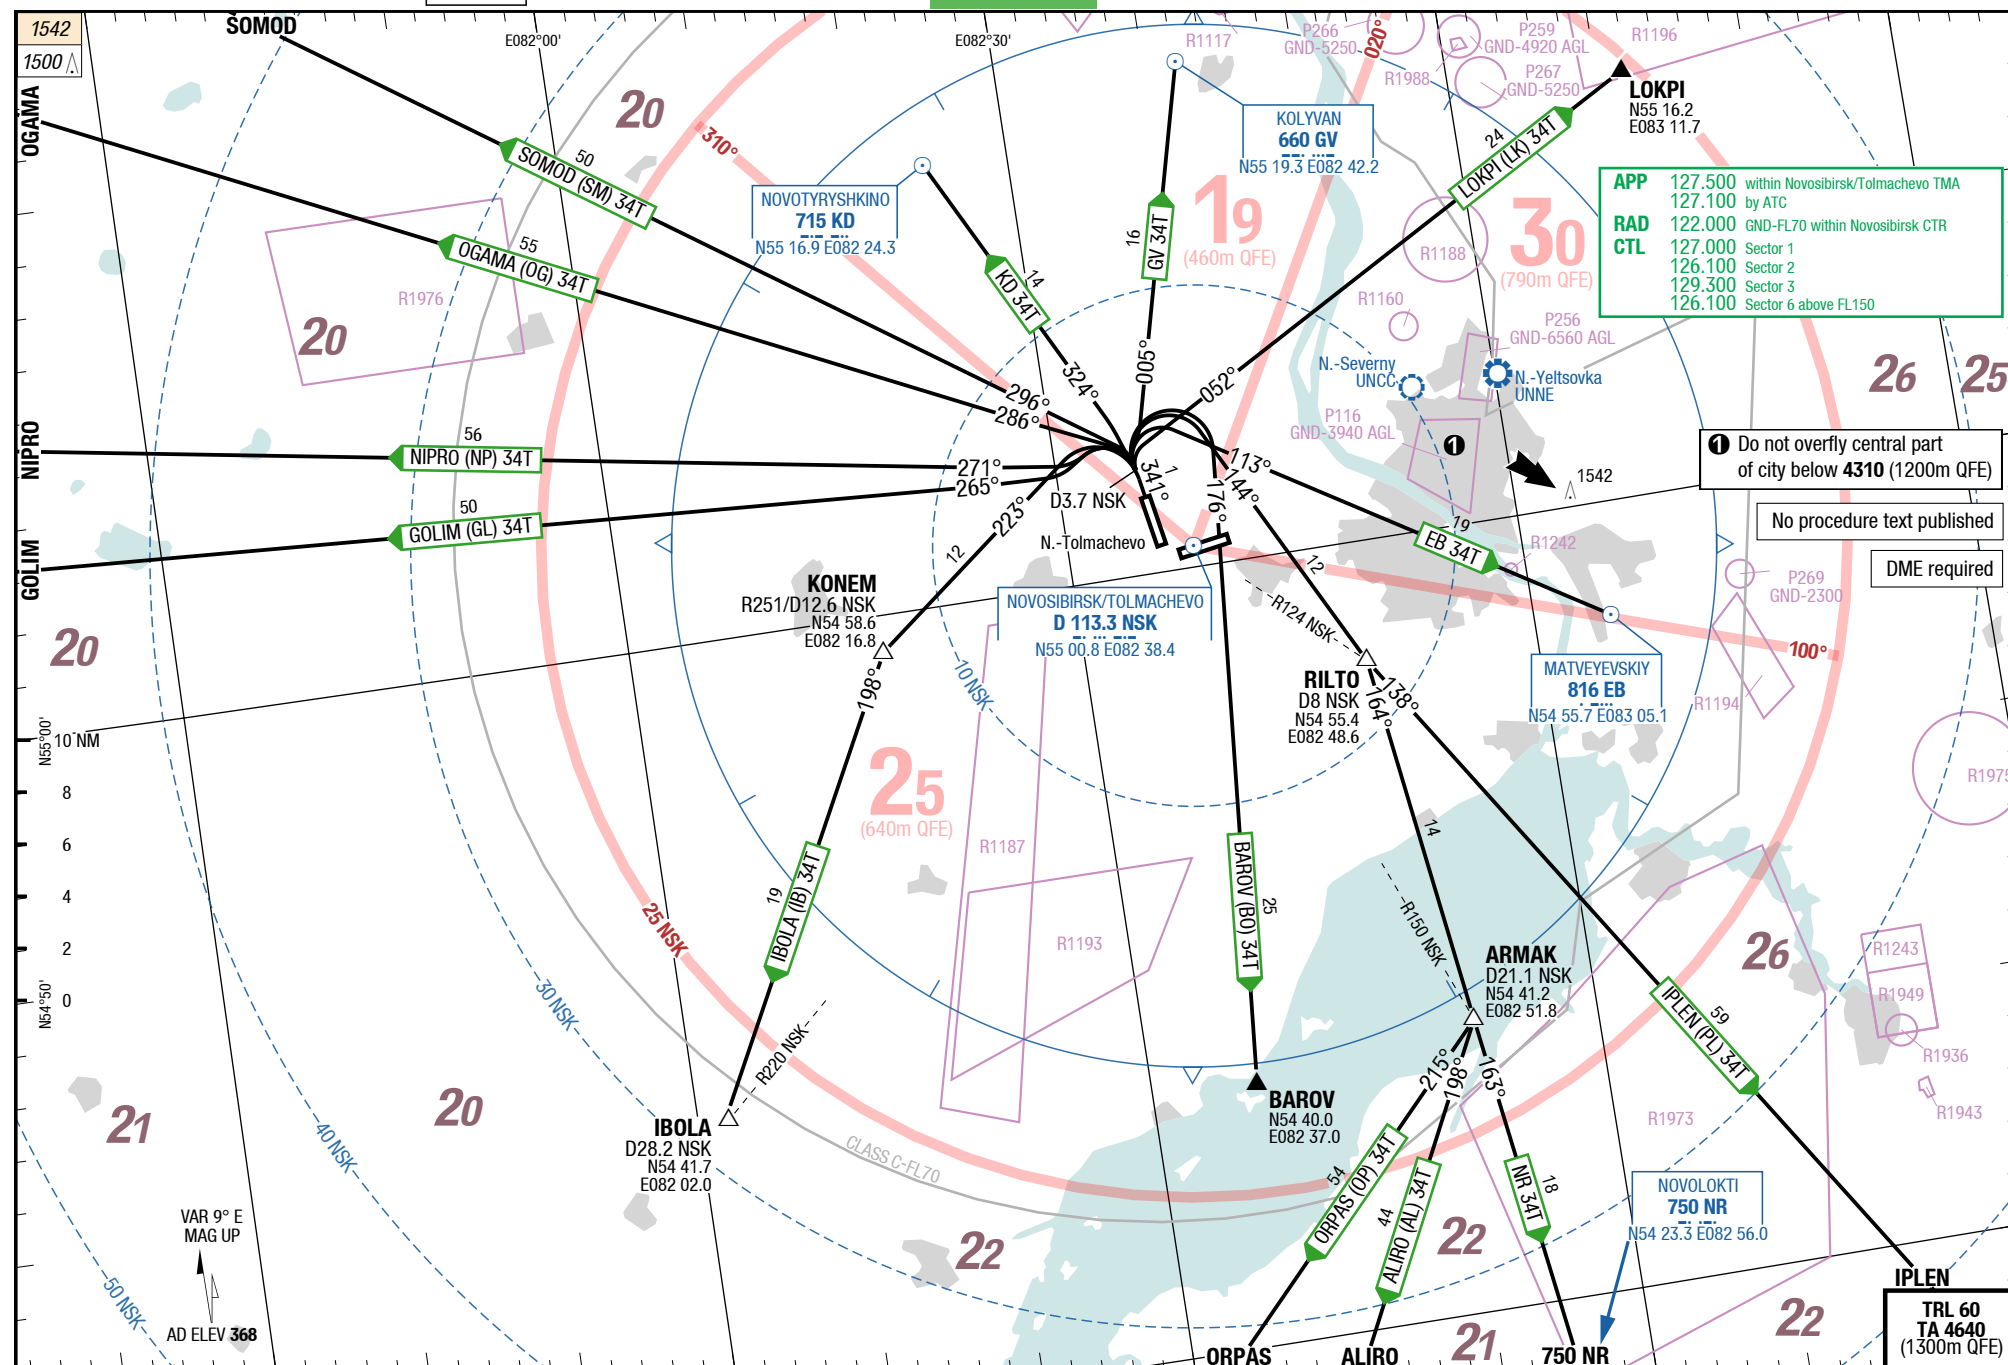 1542
1500
SOMOD
E082°00'
E082°30'
R1117
P266
GND-5250
020°
P259
GND-4920 AGL
R1196
R1988
P267
GND-5250
LOKPI
N55 16.2
E083 11.7
OGAMA
20
310°
50
SOMOD (SM) 34T
KOLYVAN
660 GV
N55 19.3 E082 42.2
24
LOKPI (LK) 34T
NOVOTYRYSHKINO
715 KD
N55 16.9 E082 24.3
55
OGAMA (OG) 34T
16
GV 34T
19
(460m QFE)
R1188
30
(790m QFE)
APP 127.500 within Novosibirsk/Tolmachevo TMA
127.100 by ATC
RAD 122.000 GND-FL70 within Novosibirsk CTR
CTL 127.000 Sector 1
126.100 Sector 2
129.300 Sector 3
126.100 Sector 6 above FL150
R1976
20
14
KD 34T
R1160
P256
GND-6560 AGL
N.-Severny
UNCC
N.-Yeltsovka
UNNE
26
25
324°
005°
052°
296°
286°
P116
GND-3940 AGL
1
1 Do not overfly central part
of city below 4310 (1200m QFE)
1542
NIPRO
56
NIPRO (NP) 34T
271°
265°
223°
1
341°
D3.7 NSK
176°
144°
113°
No procedure text published
DME required
GOLIM
50
GOLIM (GL) 34T
12
N.-Tolmachevo
19
EB 34T
R1242
12
P269
GND-2300
KONEM
R251/D12.6 NSK
N54 58.6
E082 16.8
NOVOSIBIRSK/TOLMACHEVO
D 113.3 NSK
N55 00.8 E082 38.4
R124 NSK
20
198°
10 NSK
RILTO
D8 NSK
N54 55.4
E082 48.6
138°
164°
100°
MATVEYEVSKIY
816 EB
N54 55.7 E083 05.1
R1194
R1975
N55°00'
10 NM
8
6
4
2
0
N54°50'
25
(640m QFE)
R1187
R1193
19
IBOLA (IB) 34T
BAROV (BO) 34T
25
14
R150 NSK
25 NSK
30 NSK
40 NSK
50 NSK
R220 NSK
ARMAK
D21.1 NSK
N54 41.2
E082 51.8
26
R1243
R1949
R1936
R1943
59
IPLEN (PL) 34T
IBOLA
D28.2 NSK
N54 41.7
E082 02.0
BAROV
N54 40.0
E082 37.0
215°
198°
163°
R1973
21
20
CLASS C-FL70
54
ORPAS (OP) 34T
44
ALIRO (AL) 34T
NR 34T
18
NOVOLOKTI
750 NR
N54 23.3 E082 56.0
VAR 9° E
MAG UP
AD ELEV 368
22
22
21
22
IPLEN
TRL 60
TA 4640
(1300m QFE)
ORPAS
ALIRO
750 NR